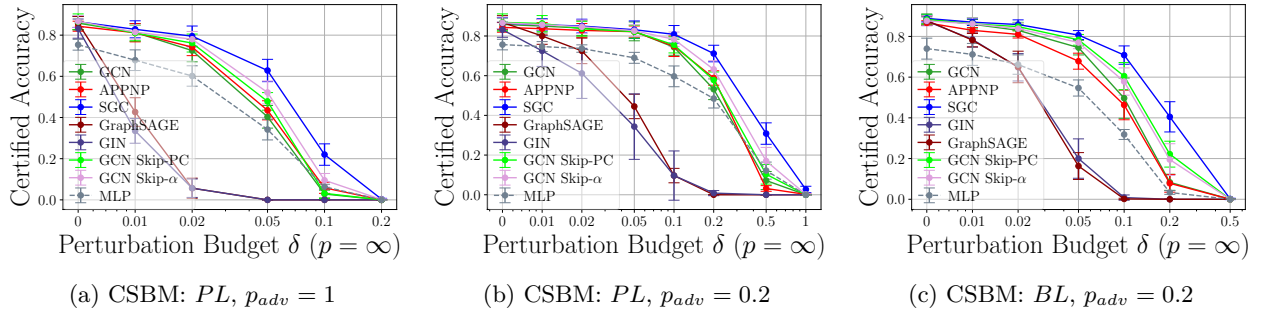 Certified Accuracy
0.8
0.6
0.4
0.2
0.0
GCN
APPNP
SGC
GraphSAGE
GIN
GCN Skip-PC
GCN Skip-α
MLP
0 0.01 0.02 0.05 0.1 0.2
Perturbation Budget δ (p = ∞)
(a) CSBM: PL, p_adv = 1
Certified Accuracy
0.8
0.6
0.4
0.2
0.0
GCN
APPNP
SGC
GraphSAGE
GIN
GCN Skip-PC
GCN Skip-α
MLP
0 0.01 0.02 0.05 0.1 0.2 0.5 1
Perturbation Budget δ (p = ∞)
(b) CSBM: PL, p_adv = 0.2
Certified Accuracy
0.8
0.6
0.4
0.2
0.0
GCN
APPNP
SGC
GIN
GraphSAGE
GCN Skip-PC
GCN Skip-α
MLP
0 0.01 0.02 0.05 0.1 0.2 0.5
Perturbation Budget δ (p = ∞)
(c) CSBM: BL, p_adv = 0.2